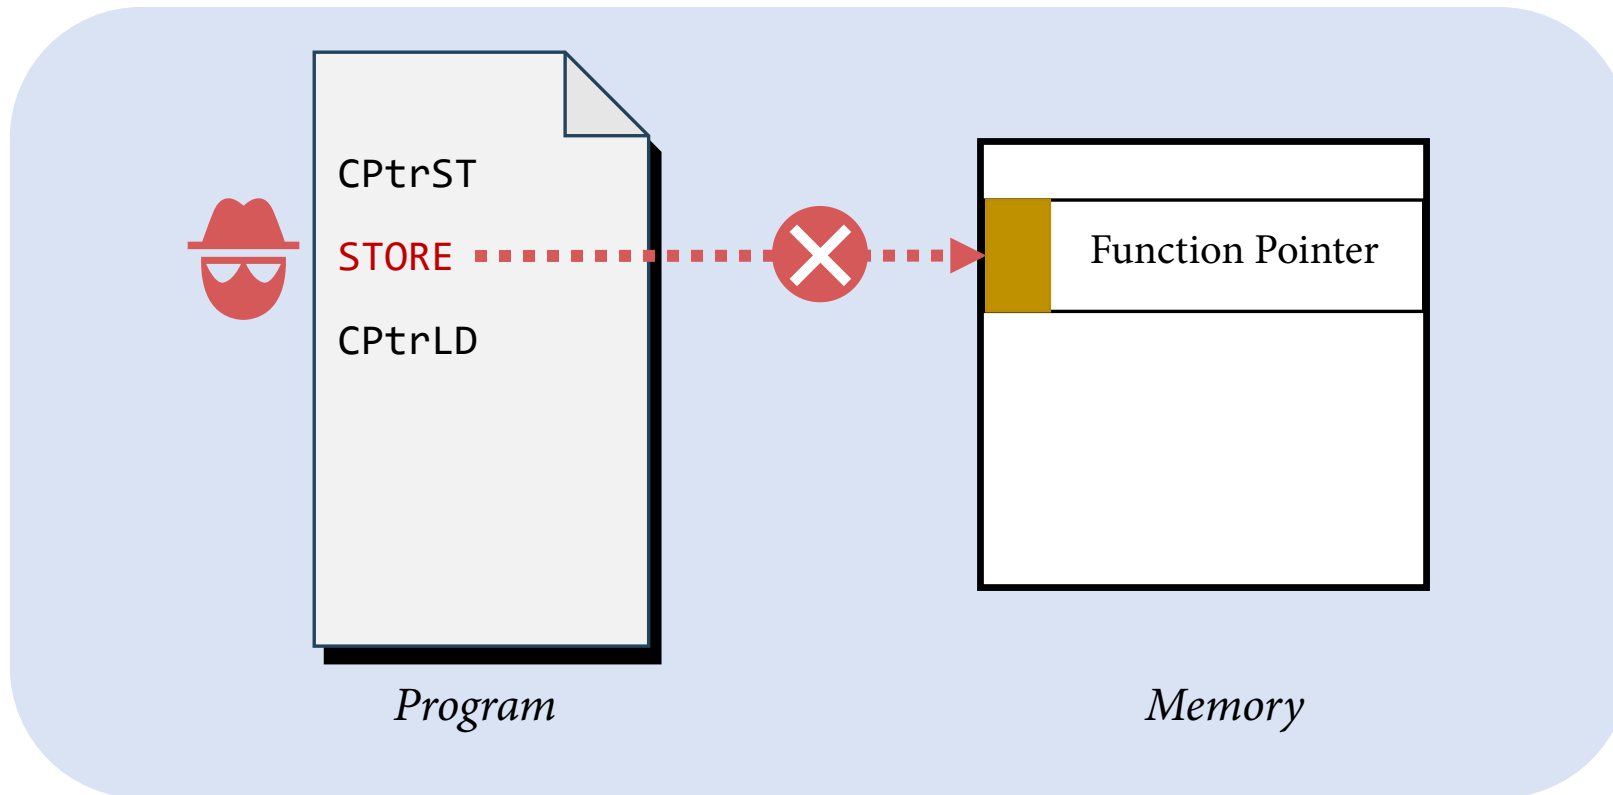 CPtrST
STORE
CPtrLD
Function Pointer
Program
Memory